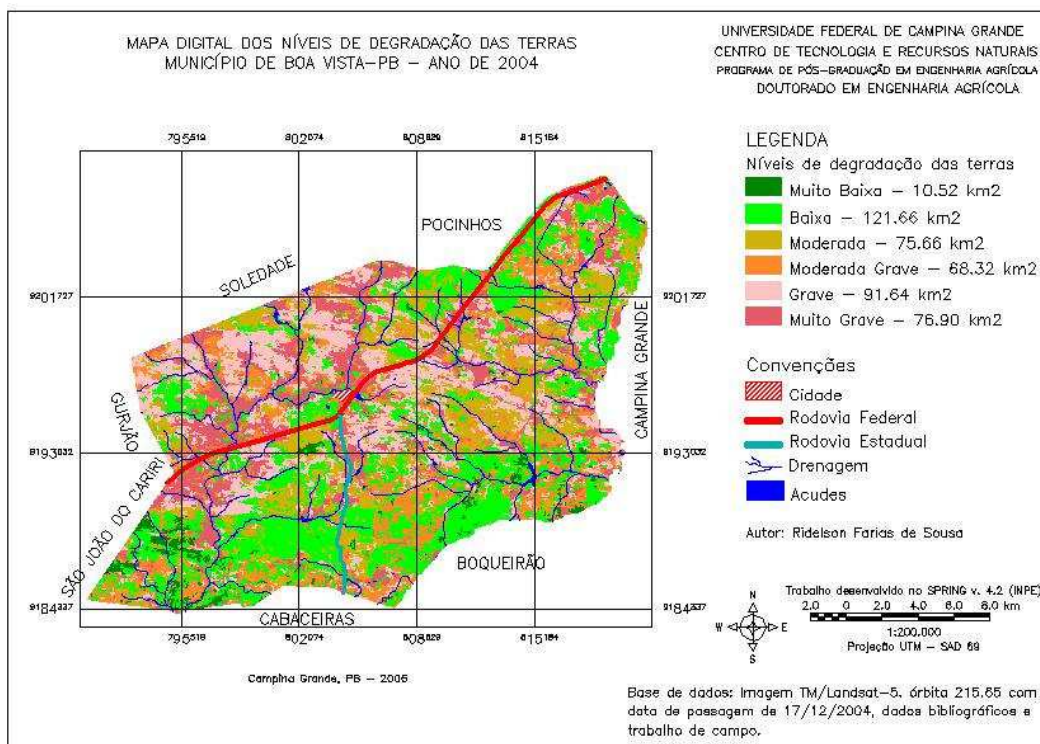 MAPA DIGITAL DOS NÍVEIS DE DEGRADAÇÃO DAS TERRAS
MUNICÍPIO DE BOA VISTA-PB - ANO DE 2004
UNIVERSIDADE FEDERAL DE CAMPINA GRANDE
CENTRO DE TECNOLOGIA E RECURSOS NATURAIS
PROGRAMA DE PÓS-GRADUAÇÃO EM ENGENHARIA AGRÍCOLA
DOUTORADO EM ENGENHARIA AGRÍCOLA
795519 802074 808629 815184
POCINHOS
SOLEDADE
9201727 9201727
CAMPINA GRANDE
GURJÃO
9193032 9193032
SÃO JOÃO DO CARIRI
BOQUEIRÃO
9184337 9184337
CABACEIRAS
795519 802074 808629 815184
Campina Grande, PB - 2006
LEGENDA
Níveis de degradação das terras
Muito Baixa - 10.52 km2
Baixa - 121.66 km2
Moderada - 75.66 km2
Moderada Grave - 68.32 km2
Grave - 91.64 km2
Muito Grave - 76.90 km2
Convenções
Cidade
Rodovia Federal
Rodovia Estadual
Drenagem
Acudes
Autor: Ridelson Farias de Sousa
N
W E
S
Trabalho desenvolvido no SPRING v. 4.2 (INPE)
2.0 0 2.0 4.0 6.0 km
1:200.000
Projeção UTM - SAD 69
Base de dados: Imagem TM/Landsat-5, órbita 215.65 com
data de passagem de 17/12/2004, dados bibliográficos e
trabalho de campo.